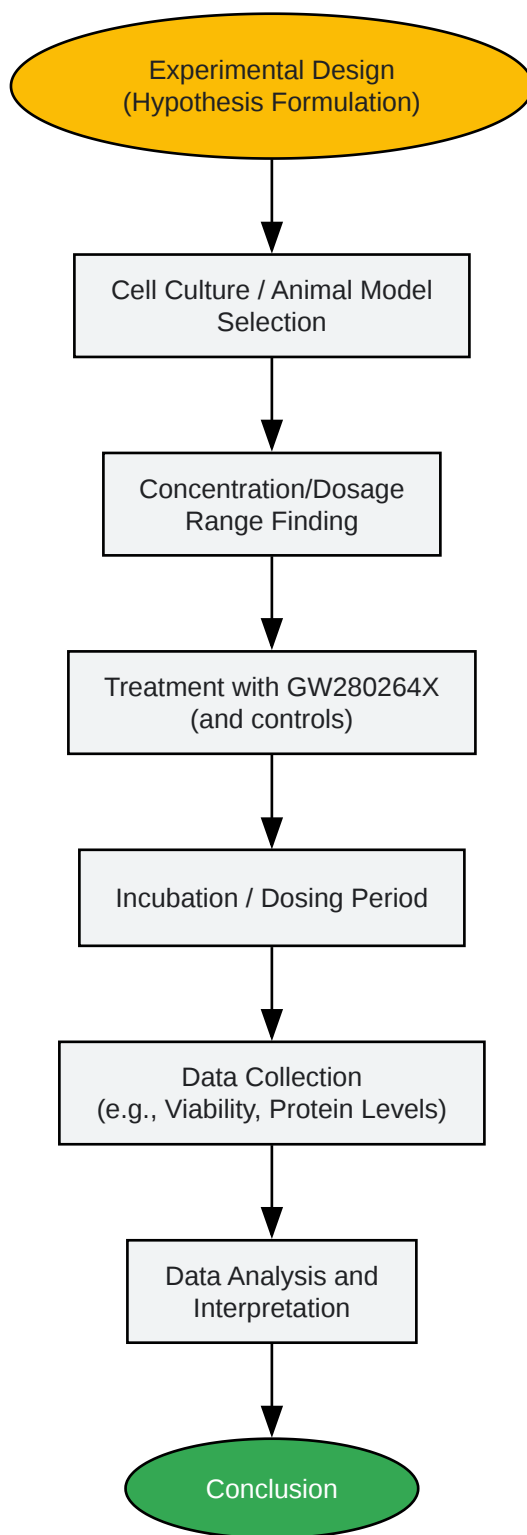 Experimental Design
(Hypothesis Formulation)
Cell Culture / Animal Model
Selection
Concentration/Dosage
Range Finding
Treatment with GW280264X
(and controls)
Incubation / Dosing Period
Data Collection
(e.g., Viability, Protein Levels)
Data Analysis and
Interpretation
Conclusion